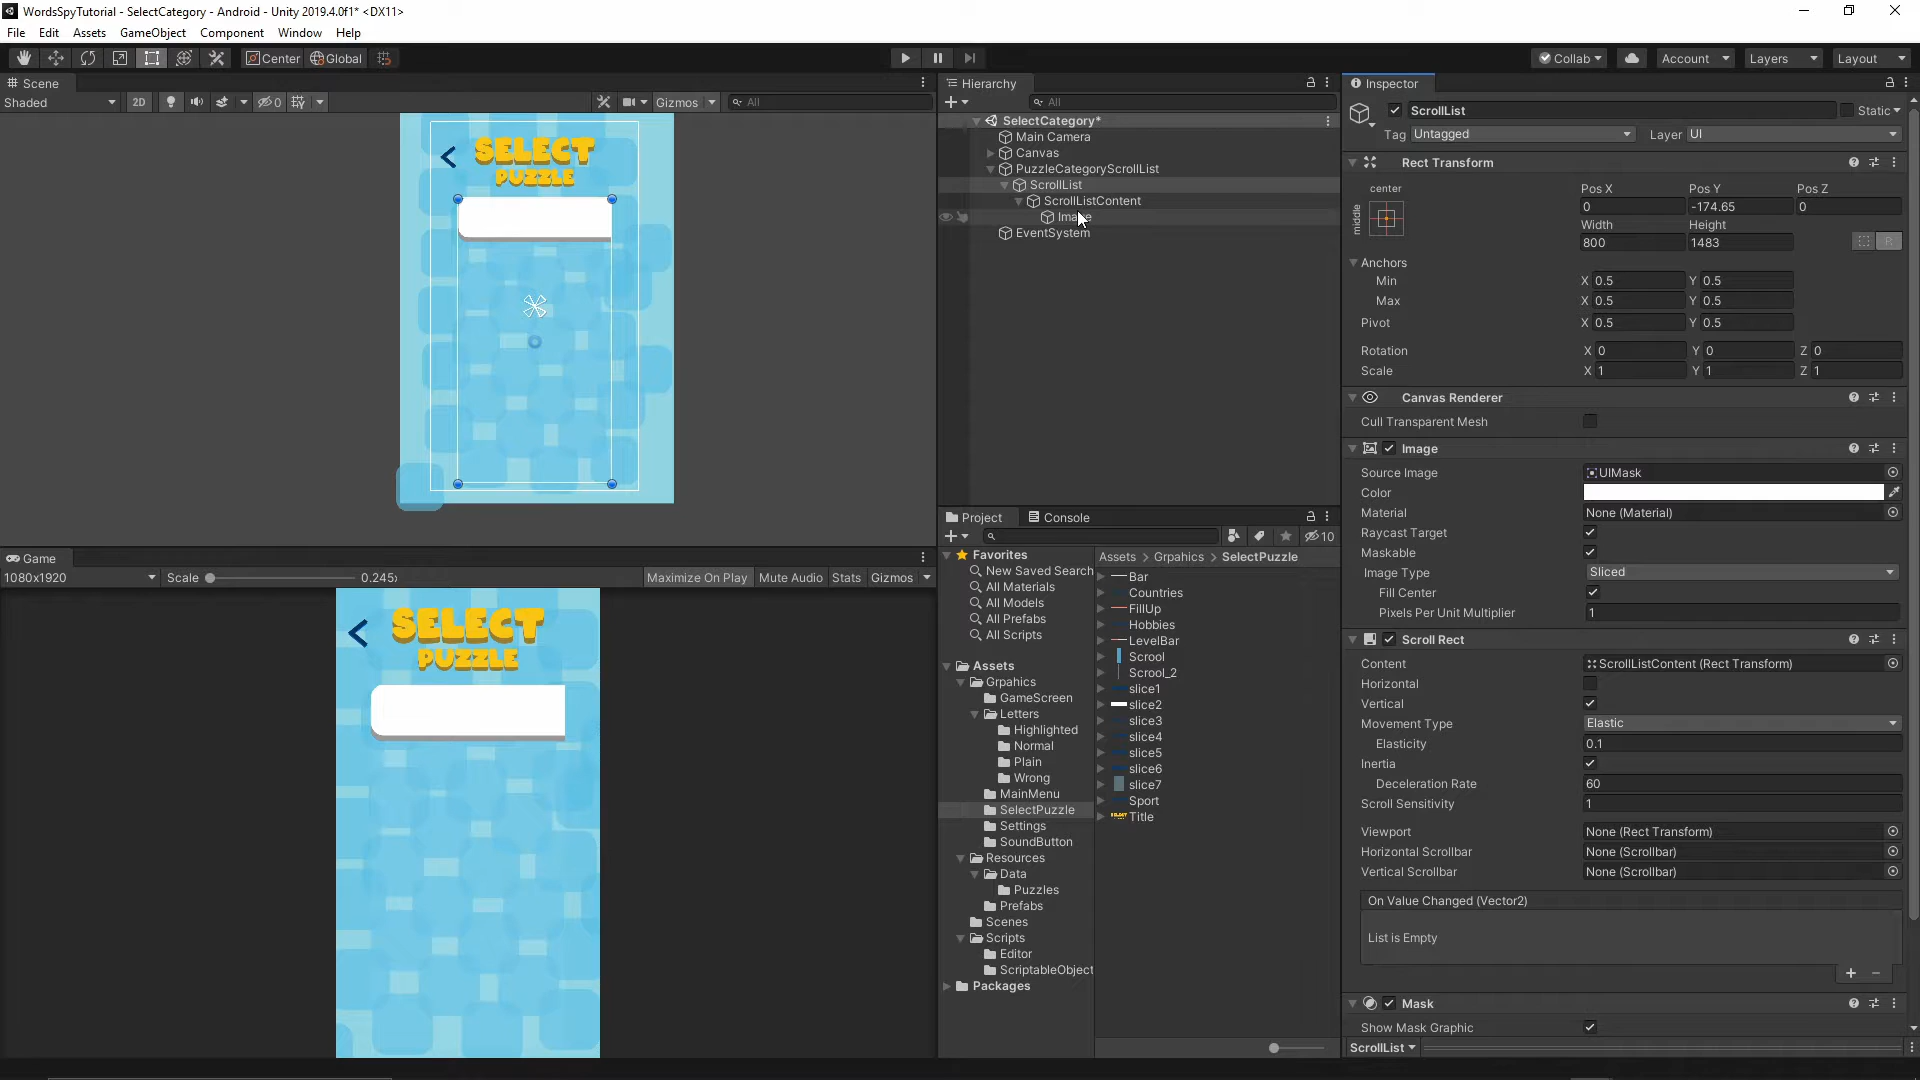 WordsSpyTutorial - SelectCategory - Android - Unity 2019.4.0f1* <DX11>
File Edit Assets GameObject Component Window Help
Center Global Collab Account Layers Layout
Scene
Shaded 2D 0 Gizmos All
SELECT
PUZZLE
Game
1080x1920 Scale 0.245x Maximize On Play Mute Audio Stats Gizmos
SELECT
PUZZLE
Hierarchy
All
SelectCategory*
Main Camera
Canvas
PuzzleCategoryScrollList
ScrollList
ScrollListContent
Image
EventSystem
Project Console
10
Favorites
New Saved Search
All Materials
All Models
All Prefabs
All Scripts
Assets
Grpahics
GameScreen
Letters
Highlighted
Normal
Plain
Wrong
MainMenu
SelectPuzzle
Settings
SoundButton
Resources
Data
Puzzles
Prefabs
Scenes
Scripts
Editor
ScriptableObject
Packages
Assets > Grpahics > SelectPuzzle
Bar
Countries
FillUp
Hobbies
LevelBar
Scrool
Scrool_2
slice1
slice2
slice3
slice4
slice5
slice6
slice7
Sport
Title
Inspector
ScrollList Static
Tag Untagged Layer UI
Rect Transform
center
middle
Pos X Pos Y Pos Z
0 -174.65 0
Width Height
800 1483
R
Anchors
Min X 0.5 Y 0.5
Max X 0.5 Y 0.5
Pivot X 0.5 Y 0.5
Rotation X 0 Y 0 Z 0
Scale X 1 Y 1 Z 1
Canvas Renderer
Cull Transparent Mesh
Image
Source Image UIMask
Color
Material None (Material)
Raycast Target
Maskable
Image Type Sliced
Fill Center
Pixels Per Unit Multiplier 1
Scroll Rect
Content ScrollListContent (Rect Transform)
Horizontal
Vertical
Movement Type Elastic
Elasticity 0.1
Inertia
Deceleration Rate 60
Scroll Sensitivity 1
Viewport None (Rect Transform)
Horizontal Scrollbar None (Scrollbar)
Vertical Scrollbar None (Scrollbar)
On Value Changed (Vector2)
List is Empty
Mask
Show Mask Graphic
ScrollList